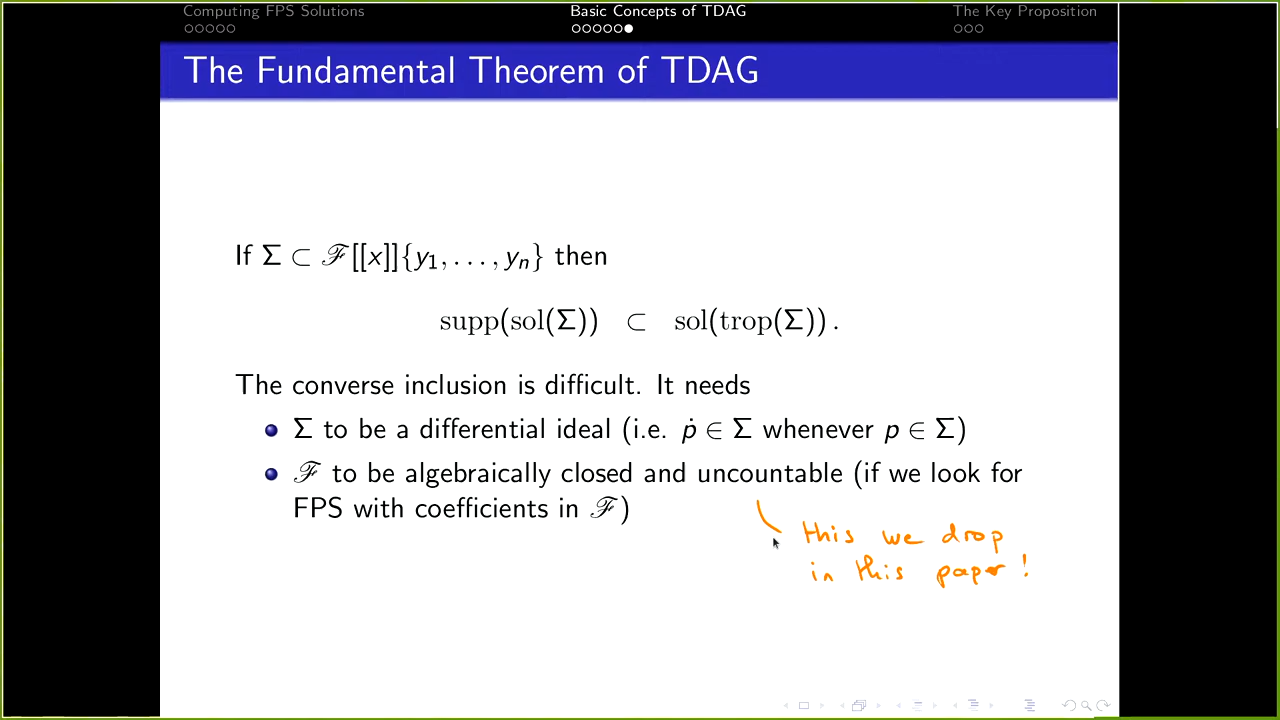 Computing FPS Solutions Basic Concepts of TDAG The Key Proposition
The Fundamental Theorem of TDAG
If Σ ⊂ ℱ[[x]]{y₁, . . . , yₙ} then
supp(sol(Σ)) ⊂ sol(trop(Σ)) .
The converse inclusion is difficult. It needs
Σ to be a differential ideal (i.e. ṗ ∈ Σ whenever p ∈ Σ)
ℱ to be algebraically closed and uncountable (if we look for
FPS with coefficients in ℱ)
this we drop
in this paper !